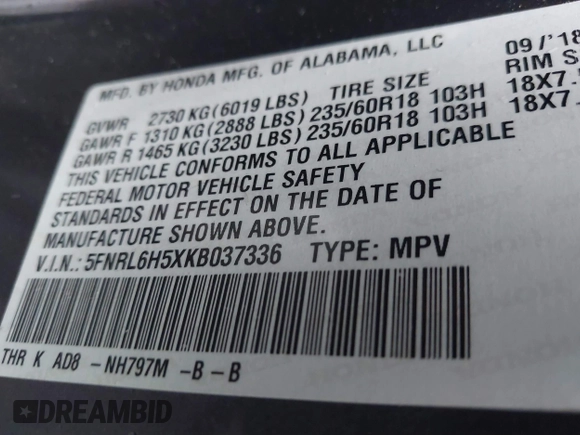 MFD. BY HONDA MFG. OF ALABAMA, LLC 09/'18
GVWR 2730 KG (6019 LBS) TIRE SIZE RIM S
GAWR F 1310 KG (2888 LBS) 235/60R18 103H 18X7.
GAWR R 1465 KG (3230 LBS) 235/60R18 103H 18X7.
THIS VEHICLE CONFORMS TO ALL APPLICABLE
FEDERAL MOTOR VEHICLE SAFETY
STANDARDS IN EFFECT ON THE DATE OF
MANUFACTURE SHOWN ABOVE.
V.I.N.: 5FNRL6H5XKB037336 TYPE: MPV
THR K AD8 -NH797M -B-B
DREAMBID